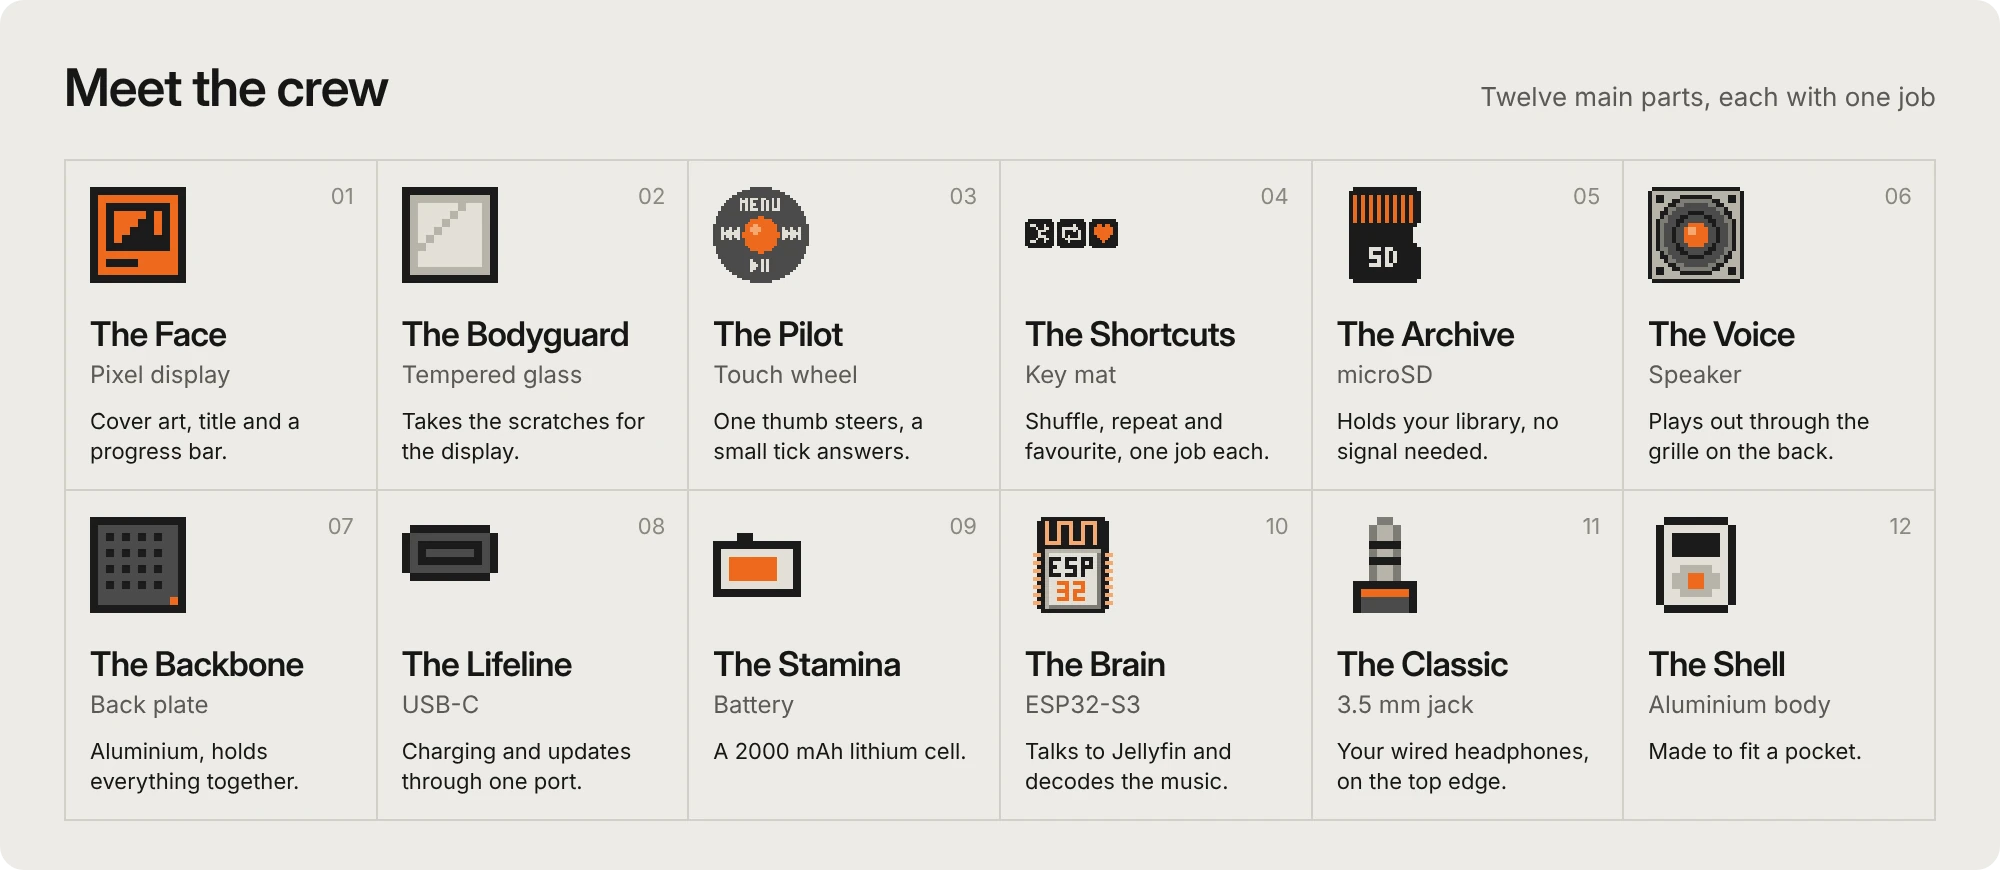 Meet the crew
Twelve main parts, each with one job
01
The Face
Pixel display
Cover art, title and a
progress bar.
02
The Bodyguard
Tempered glass
Takes the scratches for
the display.
03
MENU
The Pilot
Touch wheel
One thumb steers, a
small tick answers.
04
The Shortcuts
Key mat
Shuffle, repeat and
favourite, one job each.
05
SD
The Archive
microSD
Holds your library, no
signal needed.
06
The Voice
Speaker
Plays out through the
grille on the back.
07
The Backbone
Back plate
Aluminium, holds
everything together.
08
The Lifeline
USB-C
Charging and updates
through one port.
09
The Stamina
Battery
A 2000 mAh lithium cell.
10
ESP
32
The Brain
ESP32-S3
Talks to Jellyfin and
decodes the music.
11
The Classic
3.5 mm jack
Your wired headphones,
on the top edge.
12
The Shell
Aluminium body
Made to fit a pocket.